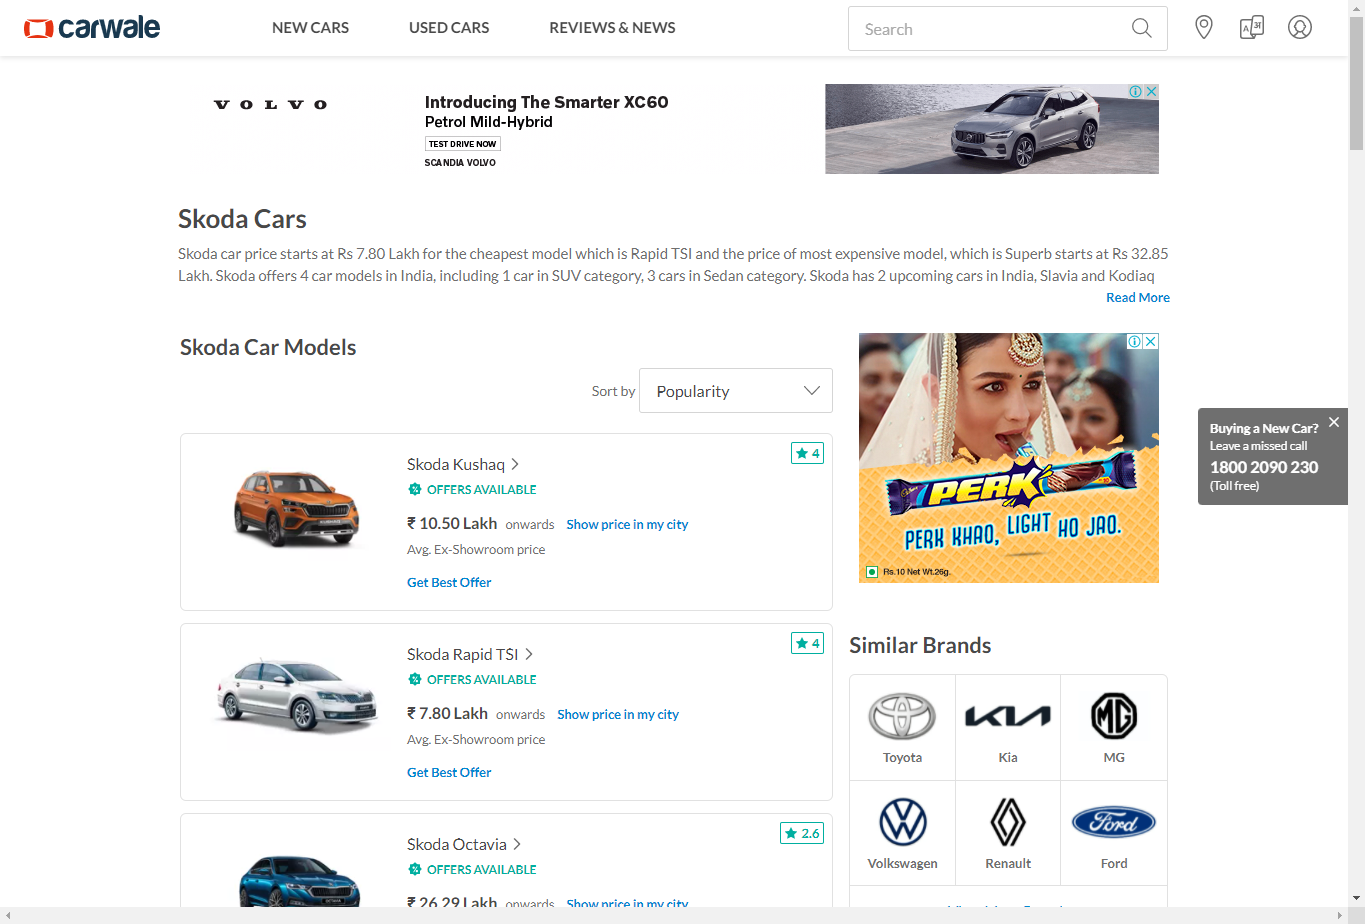 carwale
NEW CARS
USED CARS
REVIEWS & NEWS
Search
VOLVO
Introducing The Smarter XC60
Petrol Mild-Hybrid
TEST DRIVE NOW
SCANDIA VOLVO
Skoda Cars
Skoda car price starts at Rs 7.80 Lakh for the cheapest model which is Rapid TSI and the price of most expensive model, which is Superb starts at Rs 32.85
Lakh. Skoda offers 4 car models in India, including 1 car in SUV category, 3 cars in Sedan category. Skoda has 2 upcoming cars in India, Slavia and Kodiaq
Read More
Skoda Car Models
Sort by
Popularity
Skoda Kushaq
4
OFFERS AVAILABLE
₹ 10.50 Lakh onwards Show price in my city
Avg. Ex-Showroom price
Get Best Offer
Skoda Rapid TSI
4
OFFERS AVAILABLE
₹ 7.80 Lakh onwards Show price in my city
Avg. Ex-Showroom price
Get Best Offer
Skoda Octavia
2.6
OFFERS AVAILABLE
₹ 26.29 Lakh onwards Show price in my city
PERK
PERK KHAO, LIGHT HO JAO.
Rs.10 Net Wt.26g.
Buying a New Car?
Leave a missed call
1800 2090 230
(Toll free)
Similar Brands
KIA
MG
Toyota
Kia
MG
Ford
Volkswagen
Renault
Ford